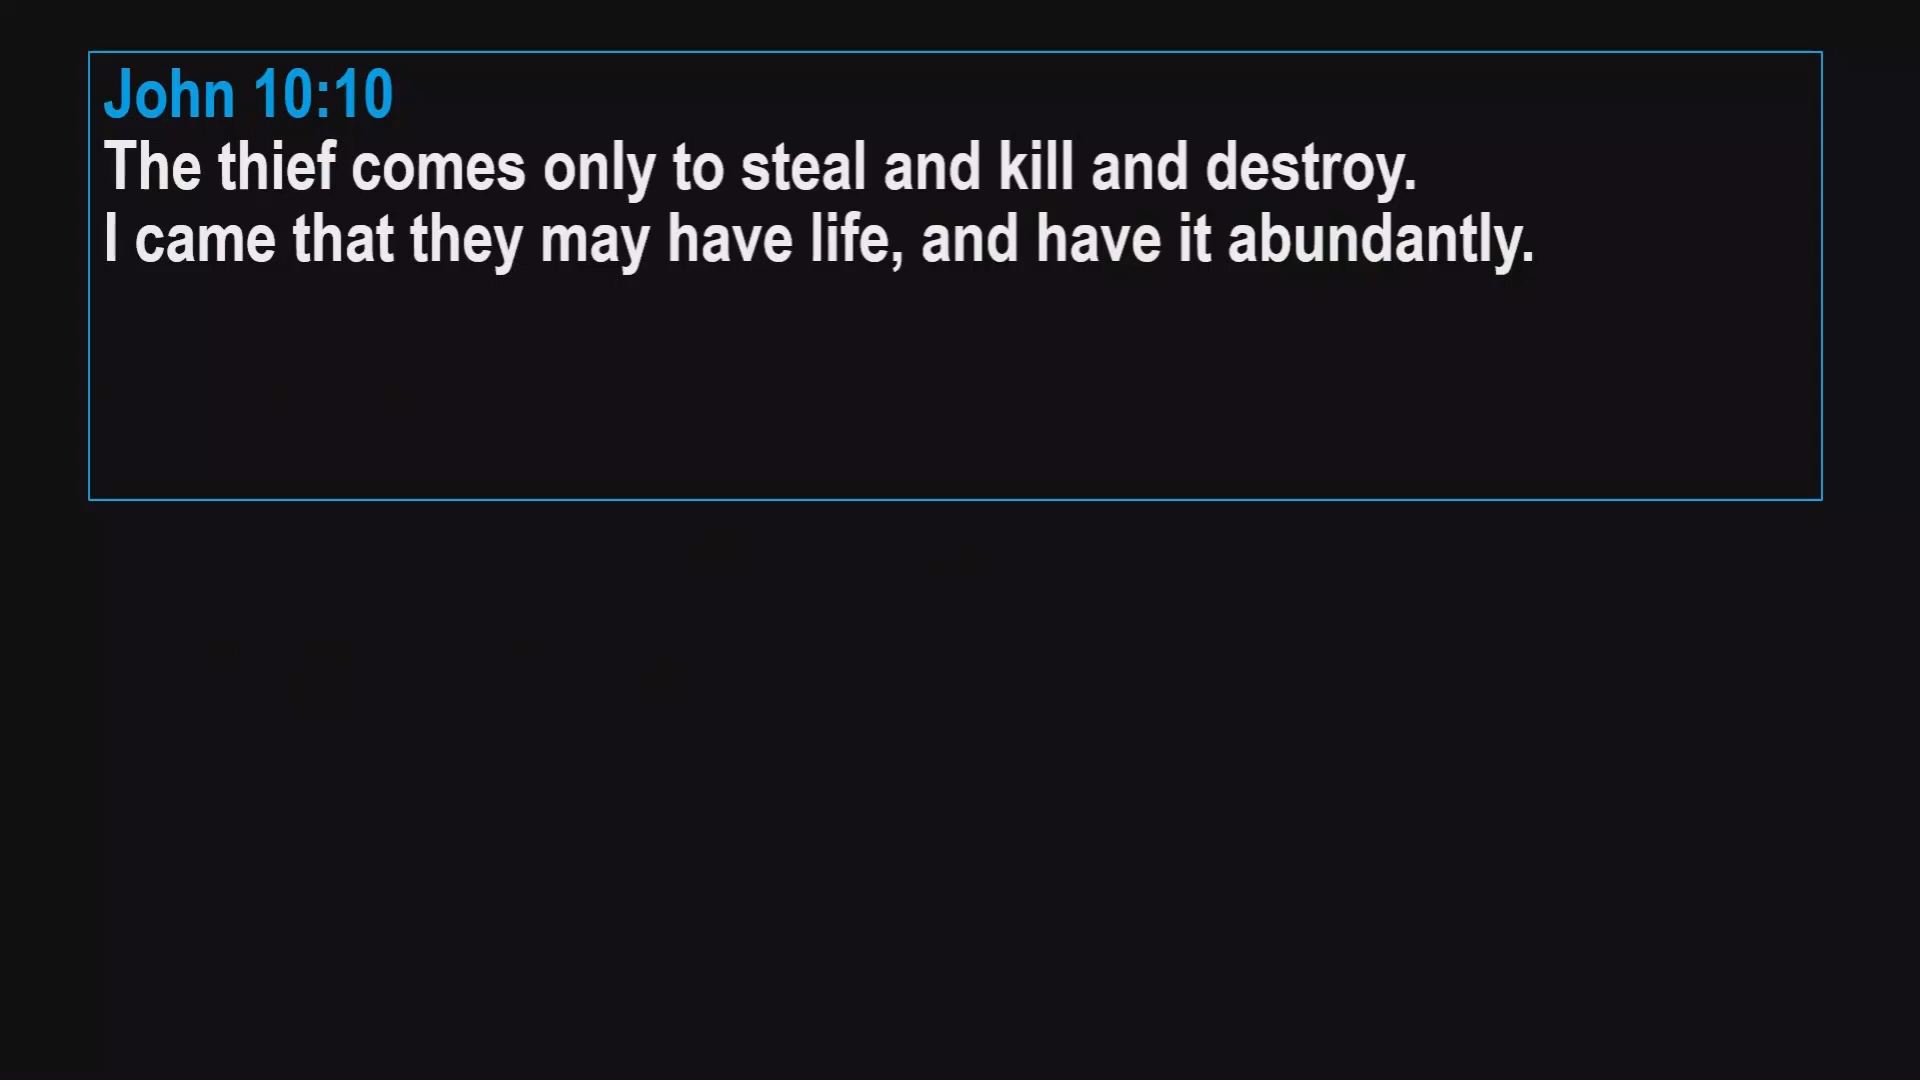 John 10:10
The thief comes only to steal and kill and destroy.
I came that they may have life, and have it abundantly.